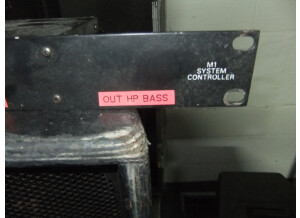 M1
SYSTEM
CONTROLLER
OUT HP BASS